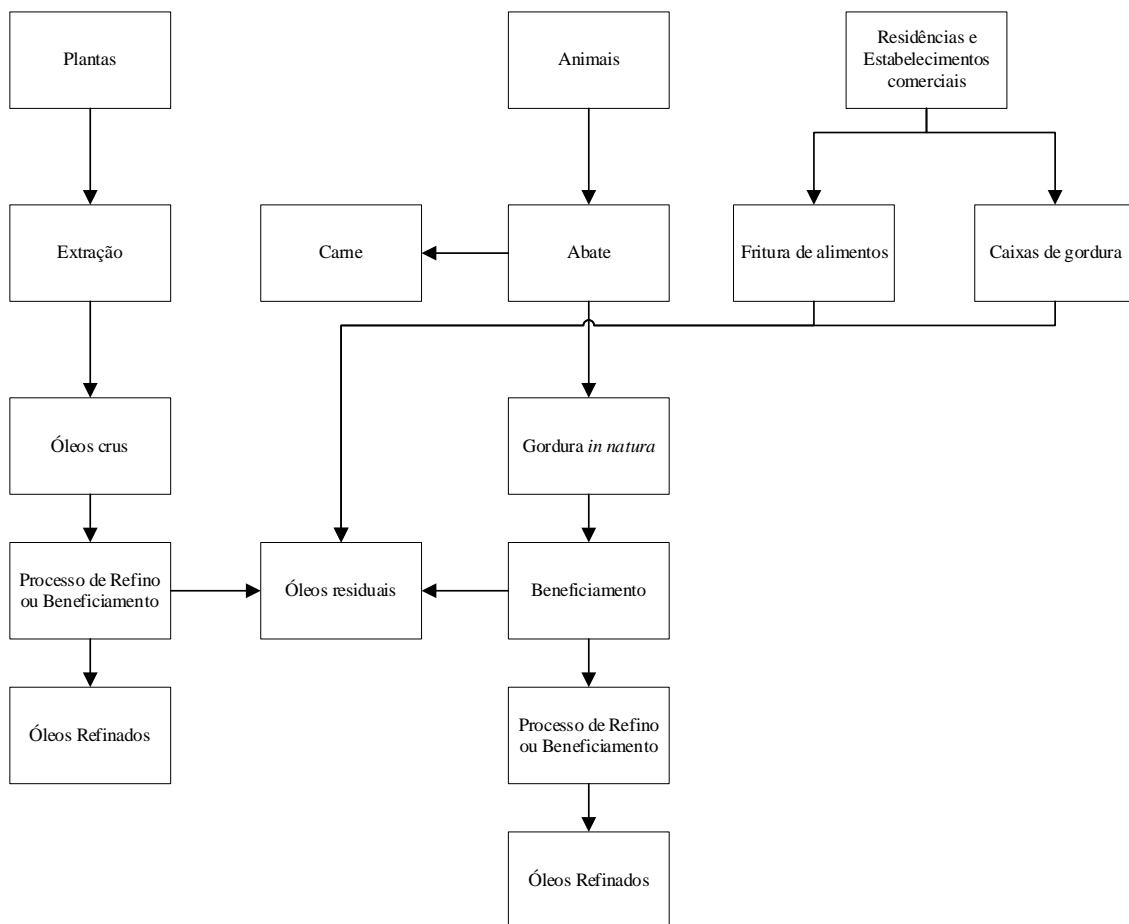 Plantas
Animais
Residências e
Estabelecimentos
comerciais
Extração
Carne
Abate
Fritura de alimentos
Caixas de gordura
Óleos crus
Gordura in natura
Processo de Refino
ou Beneficiamento
Óleos residuais
Beneficiamento
Óleos Refinados
Processo de Refino
ou Beneficiamento
Óleos Refinados